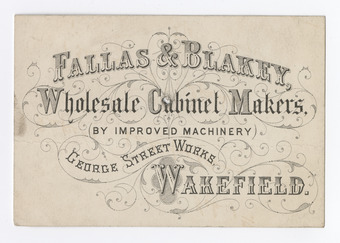 FALLAS & BLAKEY,
Wholesale Cabinet Makers.
(BY IMPROVED MACHINERY)
GEORGE STREET WORKS,
WAKEFIELD.